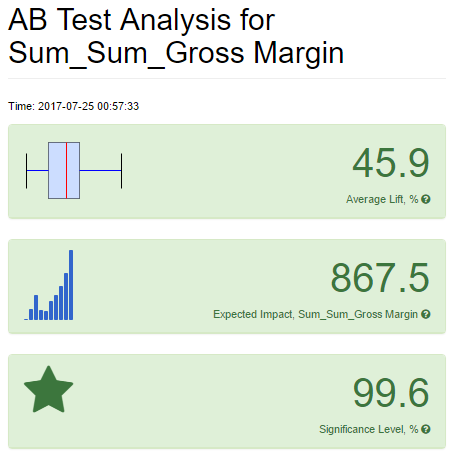 AB Test Analysis for
Sum_Sum_Gross Margin
Time: 2017-07-25 00:57:33
45.9
Average Lift, % ?
867.5
Expected Impact, Sum_Sum_Gross Margin ?
99.6
Significance Level, % ?